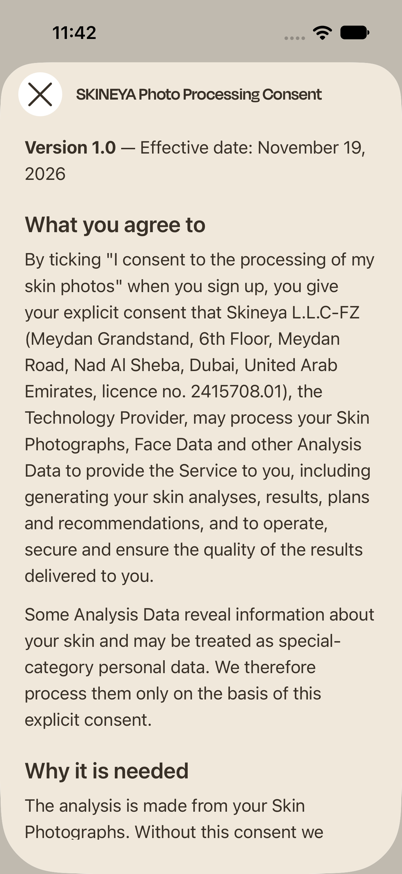 11:42
SKINEYA Photo Processing Consent
Version 1.0 — Effective date: November 19,
2026
What you agree to
By ticking "I consent to the processing of my
skin photos" when you sign up, you give
your explicit consent that Skineya L.L.C-FZ
(Meydan Grandstand, 6th Floor, Meydan
Road, Nad Al Sheba, Dubai, United Arab
Emirates, licence no. 2415708.01), the
Technology Provider, may process your Skin
Photographs, Face Data and other Analysis
Data to provide the Service to you, including
generating your skin analyses, results, plans
and recommendations, and to operate,
secure and ensure the quality of the results
delivered to you.
Some Analysis Data reveal information about
your skin and may be treated as special-
category personal data. We therefore
process them only on the basis of this
explicit consent.
Why it is needed
The analysis is made from your Skin
Photographs. Without this consent we